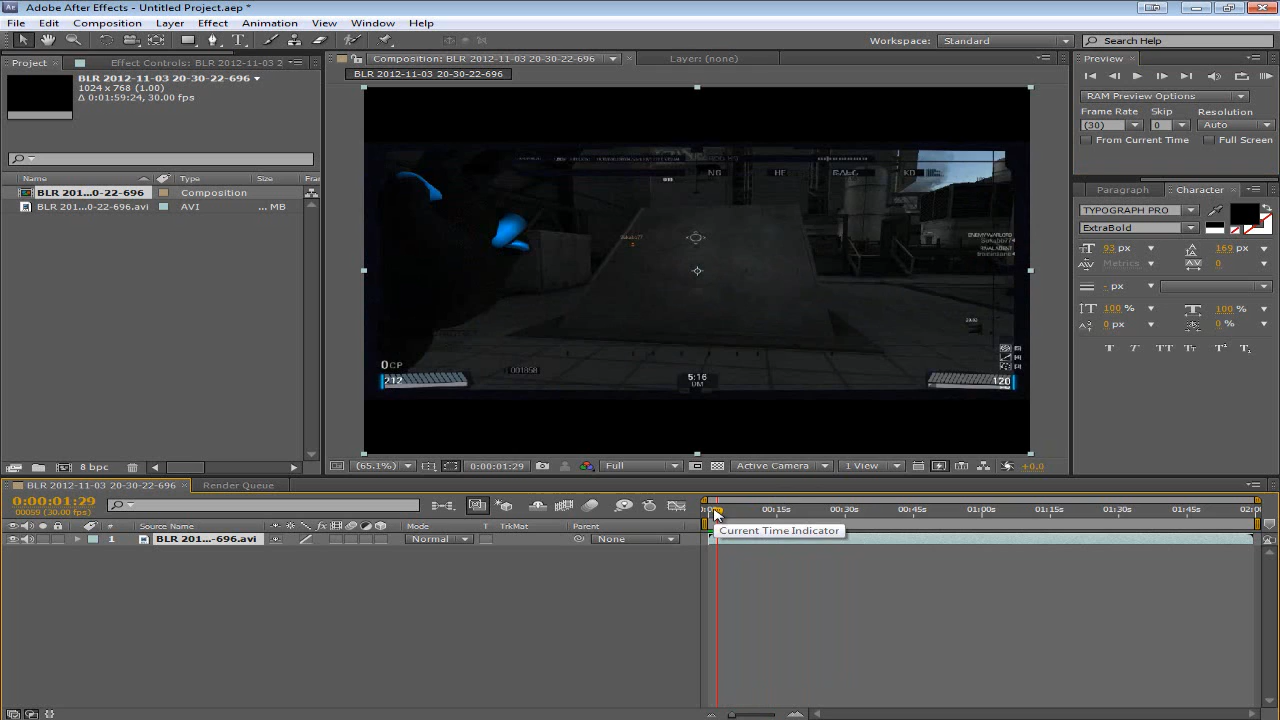 Adobe After Effects - Untitled Project.aep *
File Edit Composition Layer Effect Animation View Window Help
Workspace: Standard Search Help
Project Effect Controls: BLR 2012-11-03 2
BLR 2012-11-03 20-30-22-696
1024 x 768 (1.00)
Δ 0:01:59:24, 30.00 fps
Name Type Size Fra
BLR 201...0-22-696 Composition
BLR 201...0-22-696.avi AVI ... MB
8 bpc
Composition: BLR 2012-11-03 20-30-22-696 Layer: (none)
BLR 2012-11-03 20-30-22-696
0CP
212
5:16
DM
120
(65.1%) 0:00:01:29 Full Active Camera 1 View +0.0
Preview
RAM Preview Options
Frame Rate Skip Resolution
(30) 0 Auto
From Current Time Full Screen
Paragraph Character
TYPOGRAPH PRO
ExtraBold
93 px 169 px
Metrics 0
- px
100 % 100 %
0 px 0 %
T T TT Tт T¹ T₁
BLR 2012-11-03 20-30-22-696 Render Queue
0:00:01:29
00059 (30.00 fps)
# Source Name Mode T TrkMat Parent
1 BLR 201...-696.avi Normal None
00:15s 00:30s 00:45s 01:00s 01:15s 01:30s 01:45s 02:0
Current Time Indicator